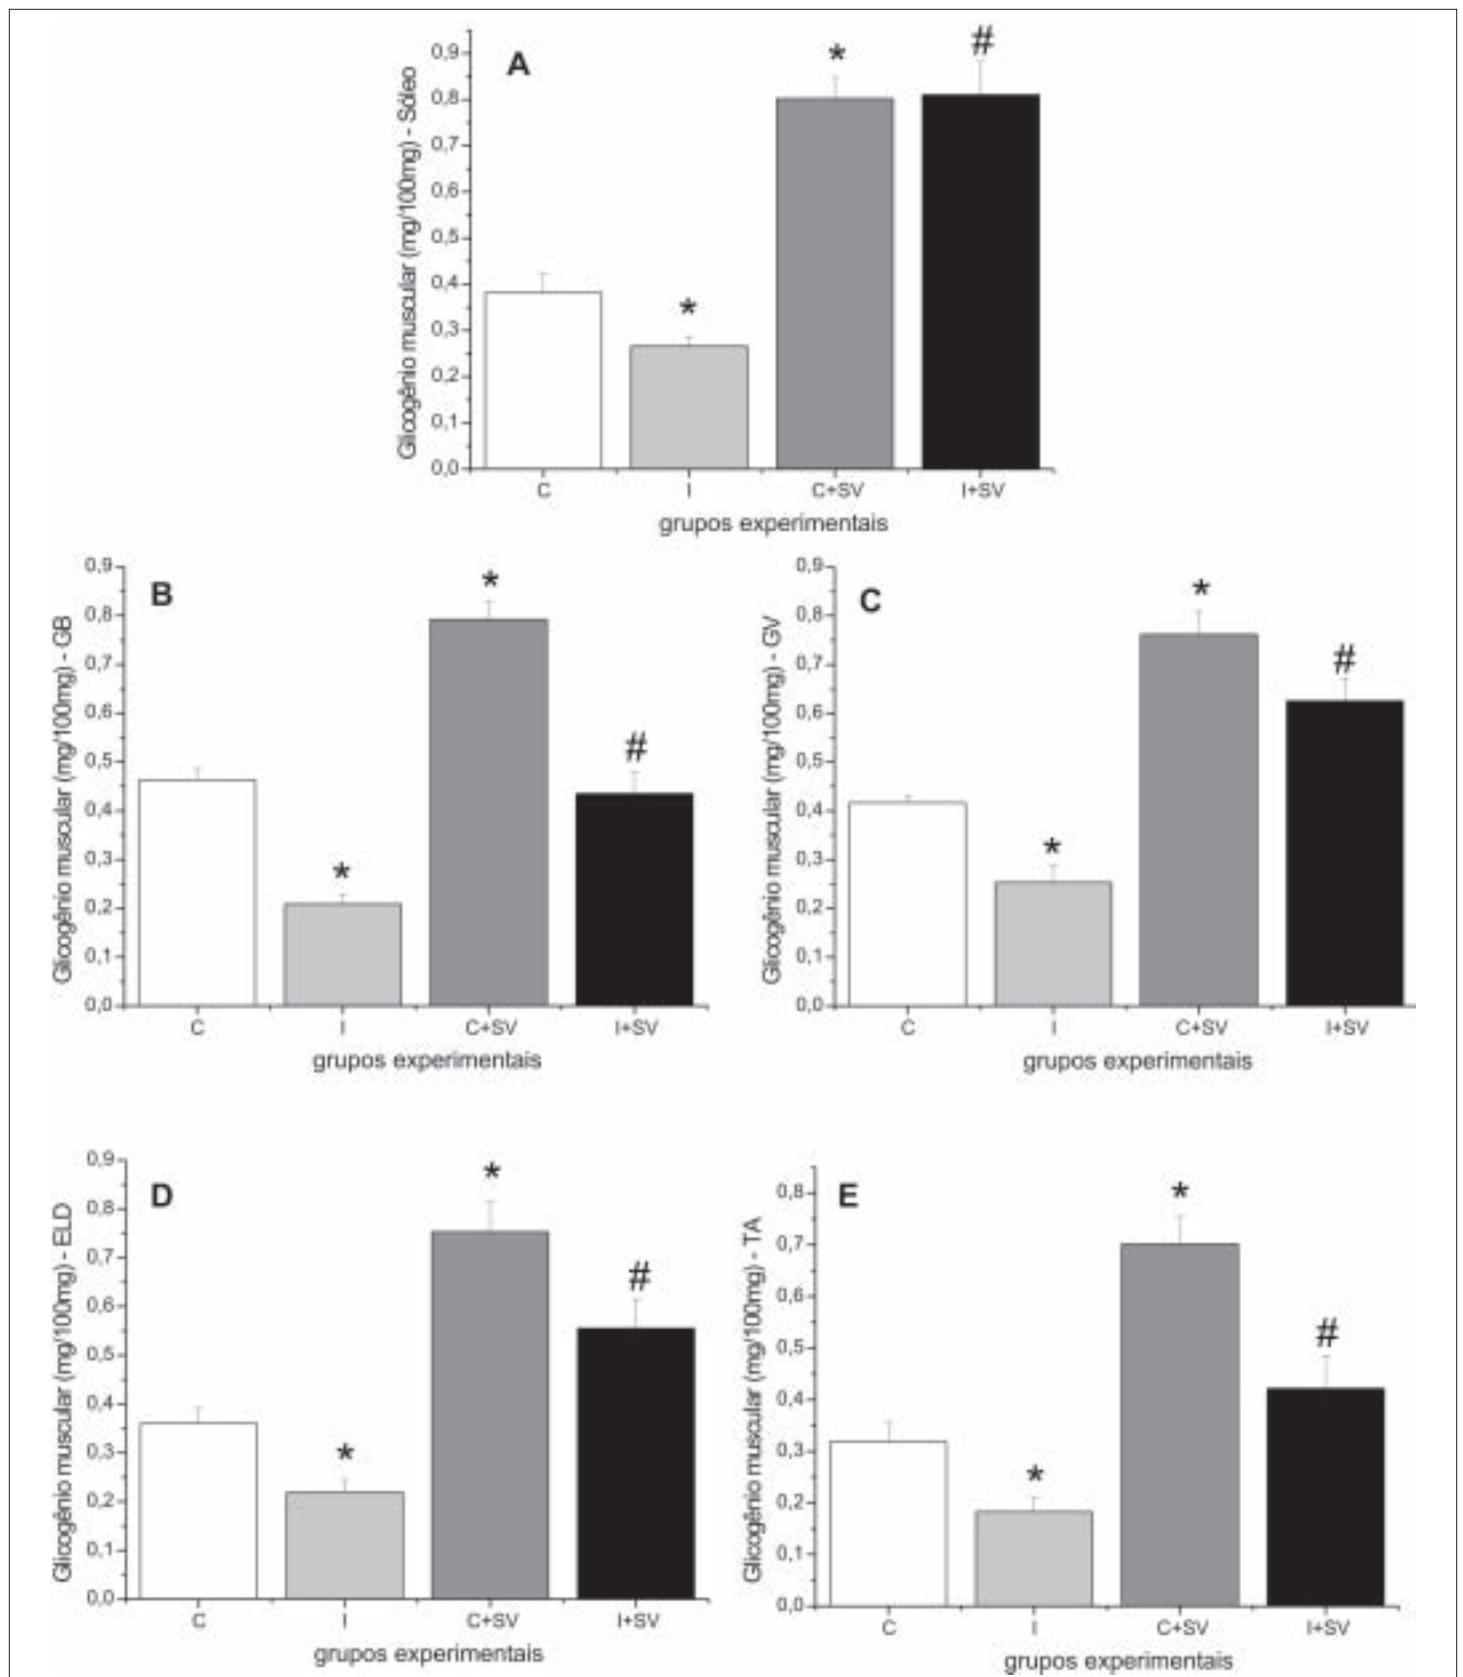 A
Glicogênio muscular (mg/100mg) - Sóleo
0,9
0,8
0,7
0,6
0,5
0,4
0,3
0,2
0,1
0,0
*
*
#
C
I
C+SV
I+SV
grupos experimentais
B
Glicogênio muscular (mg/100mg) - GB
0,9
0,8
0,7
0,6
0,5
0,4
0,3
0,2
0,1
0,0
*
*
#
C
I
C+SV
I+SV
grupos experimentais
C
Glicogênio muscular (mg/100mg) - GV
0,9
0,8
0,7
0,6
0,5
0,4
0,3
0,2
0,1
0,0
*
*
#
C
I
C+SV
I+SV
grupos experimentais
D
Glicogênio muscular (mg/100mg) - ELD
0,9
0,8
0,7
0,6
0,5
0,4
0,3
0,2
0,1
0,0
*
*
#
C
I
C+SV
I+SV
grupos experimentais
E
Glicogênio muscular (mg/100mg) - TA
0,8
0,7
0,6
0,5
0,4
0,3
0,2
0,1
0,0
*
*
#
C
I
C+SV
I+SV
grupos experimentais